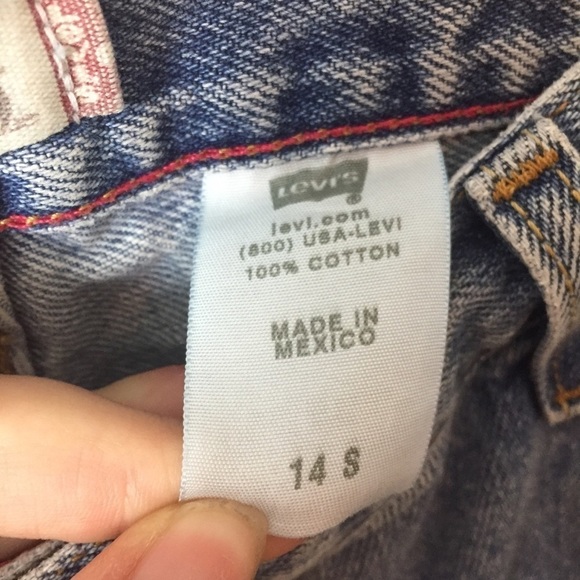 LEVI'S ®
levi.com
(800) USA-LEVI
100% COTTON
MADE IN
MEXICO
14 S